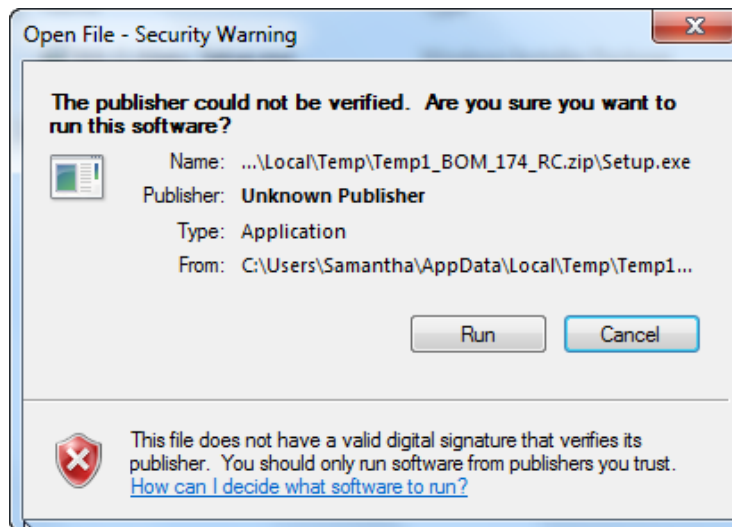 Open File - Security Warning
The publisher could not be verified. Are you sure you want to
run this software?
Name: ...\Local\Temp\Temp1_BOM_174_RC.zip\Setup.exe
Publisher: Unknown Publisher
Type: Application
From: C:\Users\Samantha\AppData\Local\Temp\Temp1...
Run Cancel
This file does not have a valid digital signature that verifies its
publisher. You should only run software from publishers you trust.
How can I decide what software to run?